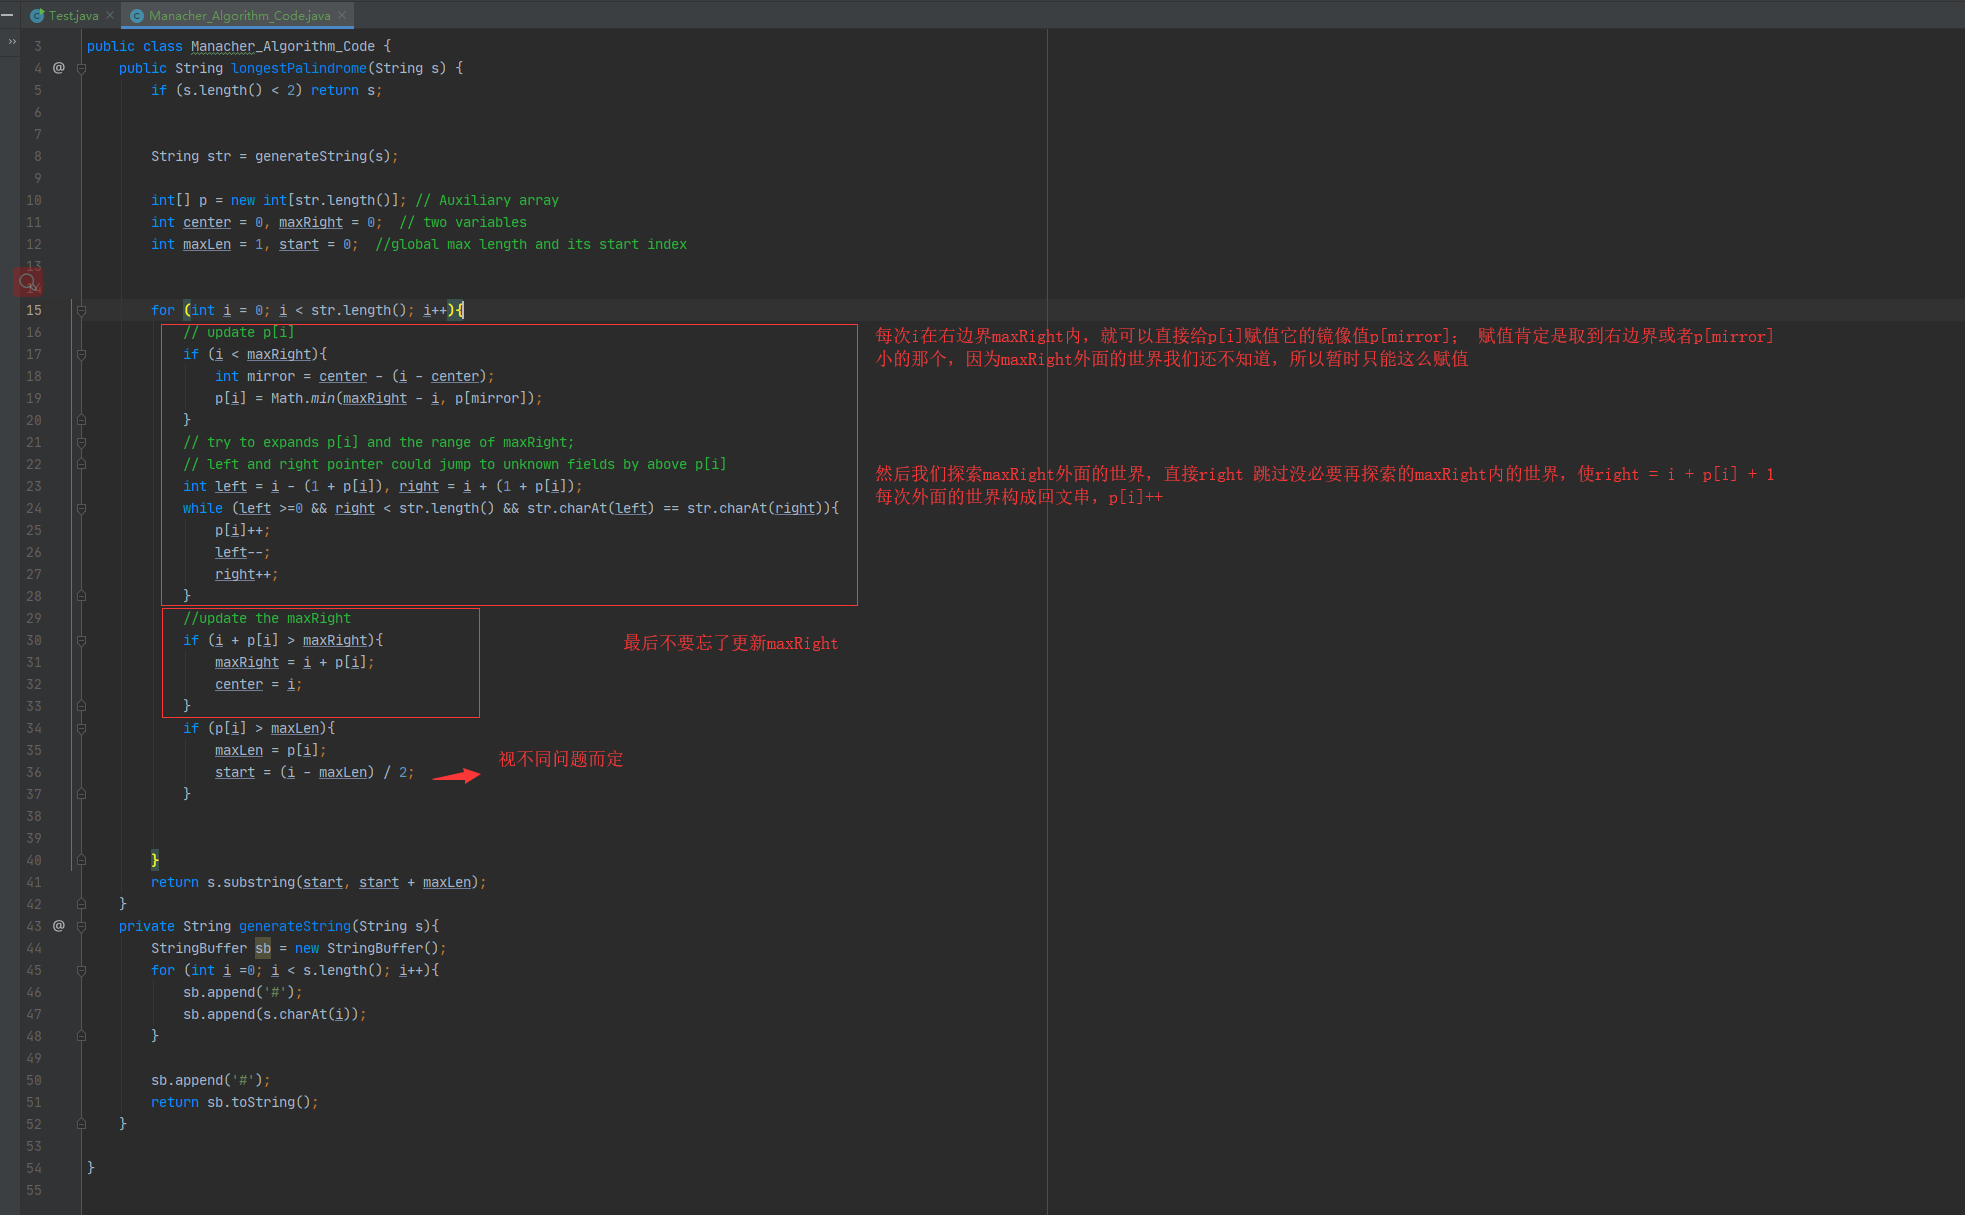 Test.java
Manacher_Algorithm_Code.java
3 public class Manacher_Algorithm_Code {
4 @ public String longestPalindrome(String s) {
5 if (s.length() < 2) return s;
6
7
8 String str = generateString(s);
9
10 int[] p = new int[str.length()]; // Auxiliary array
11 int center = 0, maxRight = 0; // two variables
12 int maxLen = 1, start = 0; //global max length and its start index
13
14
15 for (int i = 0; i < str.length(); i++){
16 // update p[i]
每次i在右边界maxRight内, 就可以直接给p[i]赋值它的镜像值p[mirror]; 赋值肯定是取到右边界或者p[mirror]
17 if (i < maxRight){
小的那个, 因为maxRight外面的世界我们还不知道, 所以暂时只能这么赋值
18 int mirror = center - (i - center);
19 p[i] = Math.min(maxRight - i, p[mirror]);
20 }
21 // try to expands p[i] and the range of maxRight;
22 // left and right pointer could jump to unknown fields by above p[i]
然后我们探索maxRight外面的世界, 直接right 跳过没必要再探索的maxRight内的世界, 使right = i + p[i] + 1
23 int left = i - (1 + p[i]), right = i + (1 + p[i]);
每次外面的世界构成回文串, p[i]++
24 while (left >=0 && right < str.length() && str.charAt(left) == str.charAt(right)){
25 p[i]++;
26 left--;
27 right++;
28 }
29 //update the maxRight
30 if (i + p[i] > maxRight){
最后不要忘了更新maxRight
31 maxRight = i + p[i];
32 center = i;
33 }
34 if (p[i] > maxLen){
35 maxLen = p[i];
视不同问题而定
36 start = (i - maxLen) / 2;
37 }
38
39
40 }
41 return s.substring(start, start + maxLen);
42 }
43 @ private String generateString(String s){
44 StringBuffer sb = new StringBuffer();
45 for (int i =0; i < s.length(); i++){
46 sb.append('#');
47 sb.append(s.charAt(i));
48 }
49
50 sb.append('#');
51 return sb.toString();
52 }
53
54 }
55